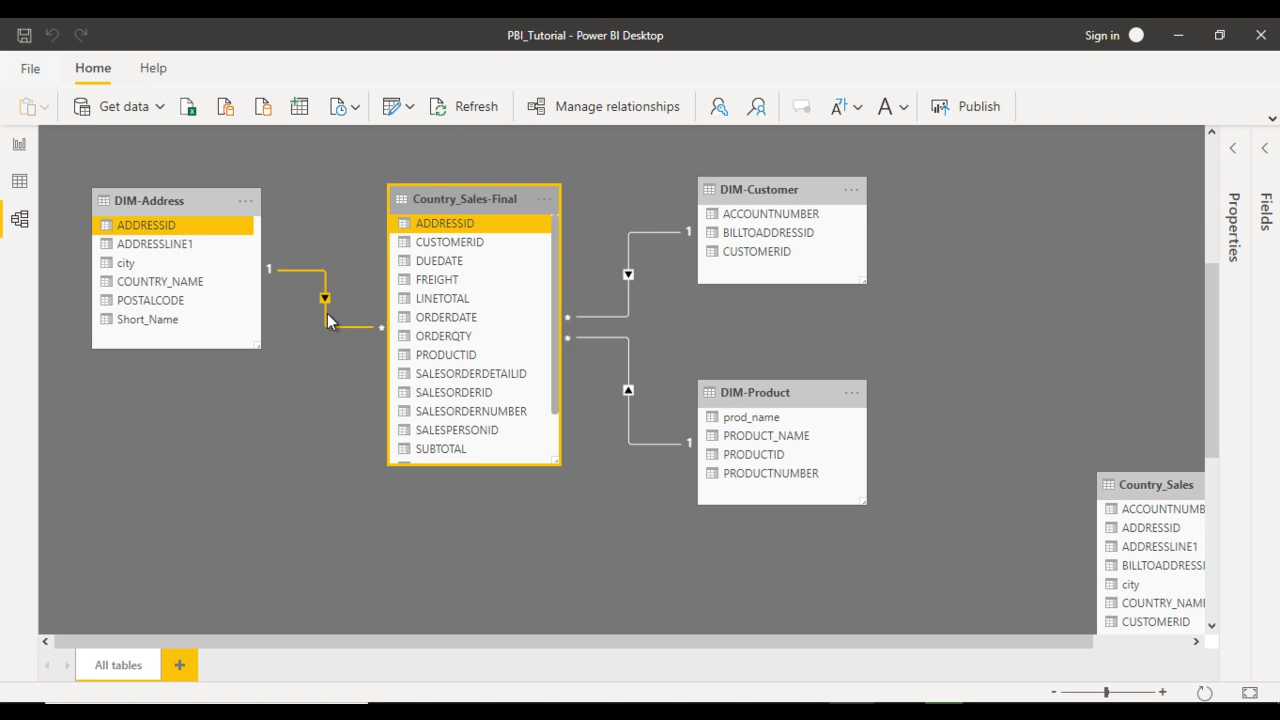 PBI_Tutorial - Power BI Desktop
Sign in
File
Home
Help
Get data
Refresh
Manage relationships
Publish
DIM-Address
ADDRESSID
ADDRESSLINE1
city
COUNTRY_NAME
POSTALCODE
Short_Name
1
*
Country_Sales-Final
ADDRESSID
CUSTOMERID
DUEDATE
FREIGHT
LINETOTAL
ORDERDATE
ORDERQTY
PRODUCTID
SALESORDERDETAILID
SALESORDERID
SALESORDERNUMBER
SALESPERSONID
SUBTOTAL
*
*
1
1
DIM-Customer
ACCOUNTNUMBER
BILLTOADDRESSID
CUSTOMERID
DIM-Product
prod_name
PRODUCT_NAME
PRODUCTID
PRODUCTNUMBER
Country_Sales
ACCOUNTNUMB
ADDRESSID
ADDRESSLINE1
BILLTOADDRESSI
city
COUNTRY_NAM
CUSTOMERID
Properties
Fields
All tables
+
- +